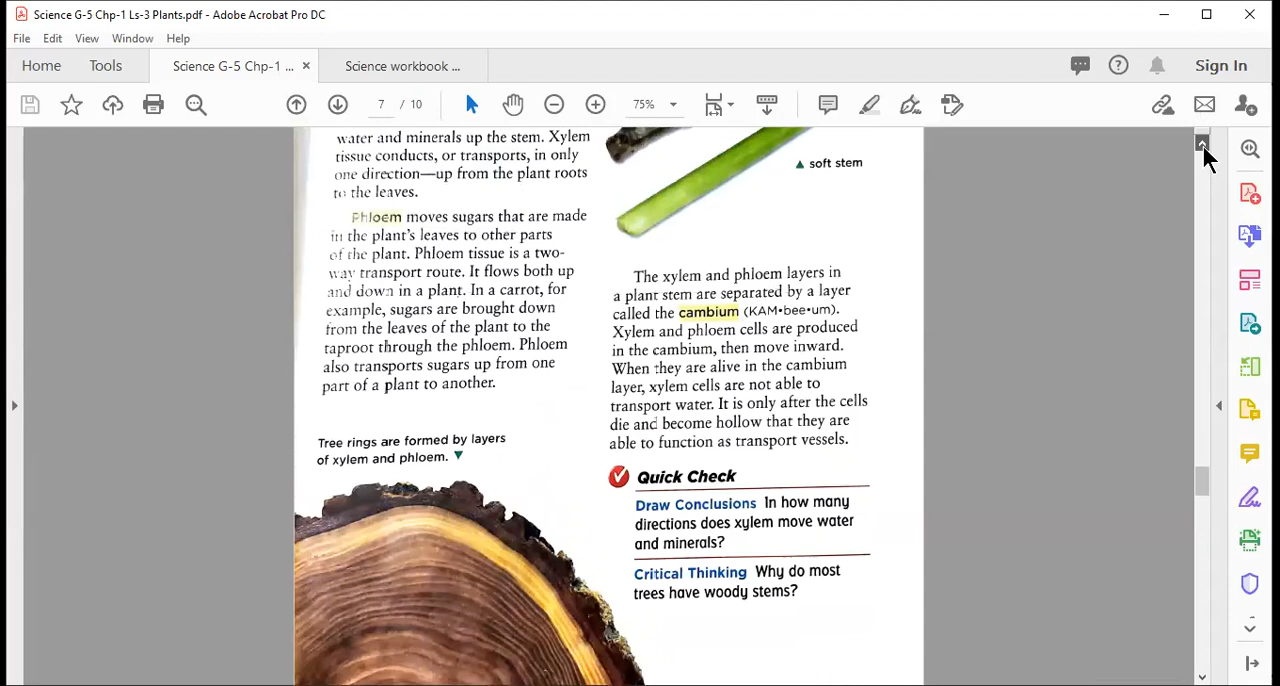 Science G-5 Chp-1 Ls-3 Plants.pdf - Adobe Acrobat Pro DC
File Edit View Window Help
Home Tools Science G-5 Chp-1 ... × Science workbook ... Sign In
7 / 10 75%
water and minerals up the stem. Xylem
tissue conducts, or transports, in only
one direction—up from the plant roots
to the leaves.
Phloem moves sugars that are made
in the plant's leaves to other parts
of the plant. Phloem tissue is a two-
way transport route. It flows both up
and down in a plant. In a carrot, for
example, sugars are brought down
from the leaves of the plant to the
taproot through the phloem. Phloem
also transports sugars up from one
part of a plant to another.
Tree rings are formed by layers
of xylem and phloem. ▼
▲ soft stem
The xylem and phloem layers in
a plant stem are separated by a layer
called the cambium (KAM•bee•um).
Xylem and phloem cells are produced
in the cambium, then move inward.
When they are alive in the cambium
layer, xylem cells are not able to
transport water. It is only after the cells
die and become hollow that they are
able to function as transport vessels.
Quick Check
Draw Conclusions In how many
directions does xylem move water
and minerals?
Critical Thinking Why do most
trees have woody stems?